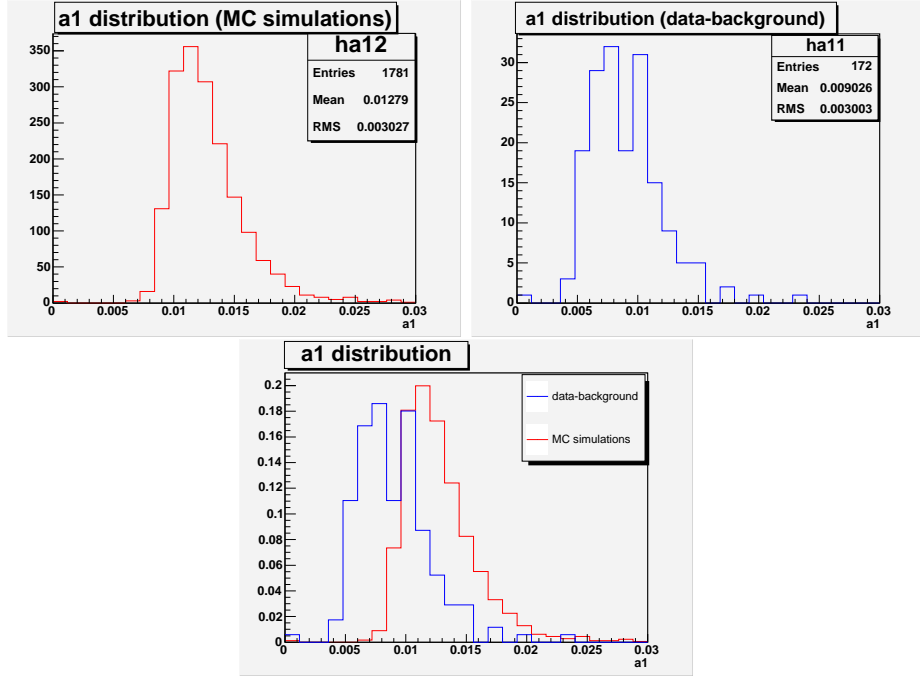 a1 distribution (MC simulations)
ha12
Entries 1781
Mean 0.01279
RMS 0.003027
350
300
250
200
150
100
50
0
0 0.005 0.01 0.015 0.02 0.025 0.03
a1
a1 distribution (data-background)
ha11
Entries 172
Mean 0.009026
RMS 0.003003
30
25
20
15
10
5
0
0 0.005 0.01 0.015 0.02 0.025 0.03
a1
a1 distribution
data-background
MC simulations
0.2
0.18
0.16
0.14
0.12
0.1
0.08
0.06
0.04
0.02
0
0 0.005 0.01 0.015 0.02 0.025 0.03
a1